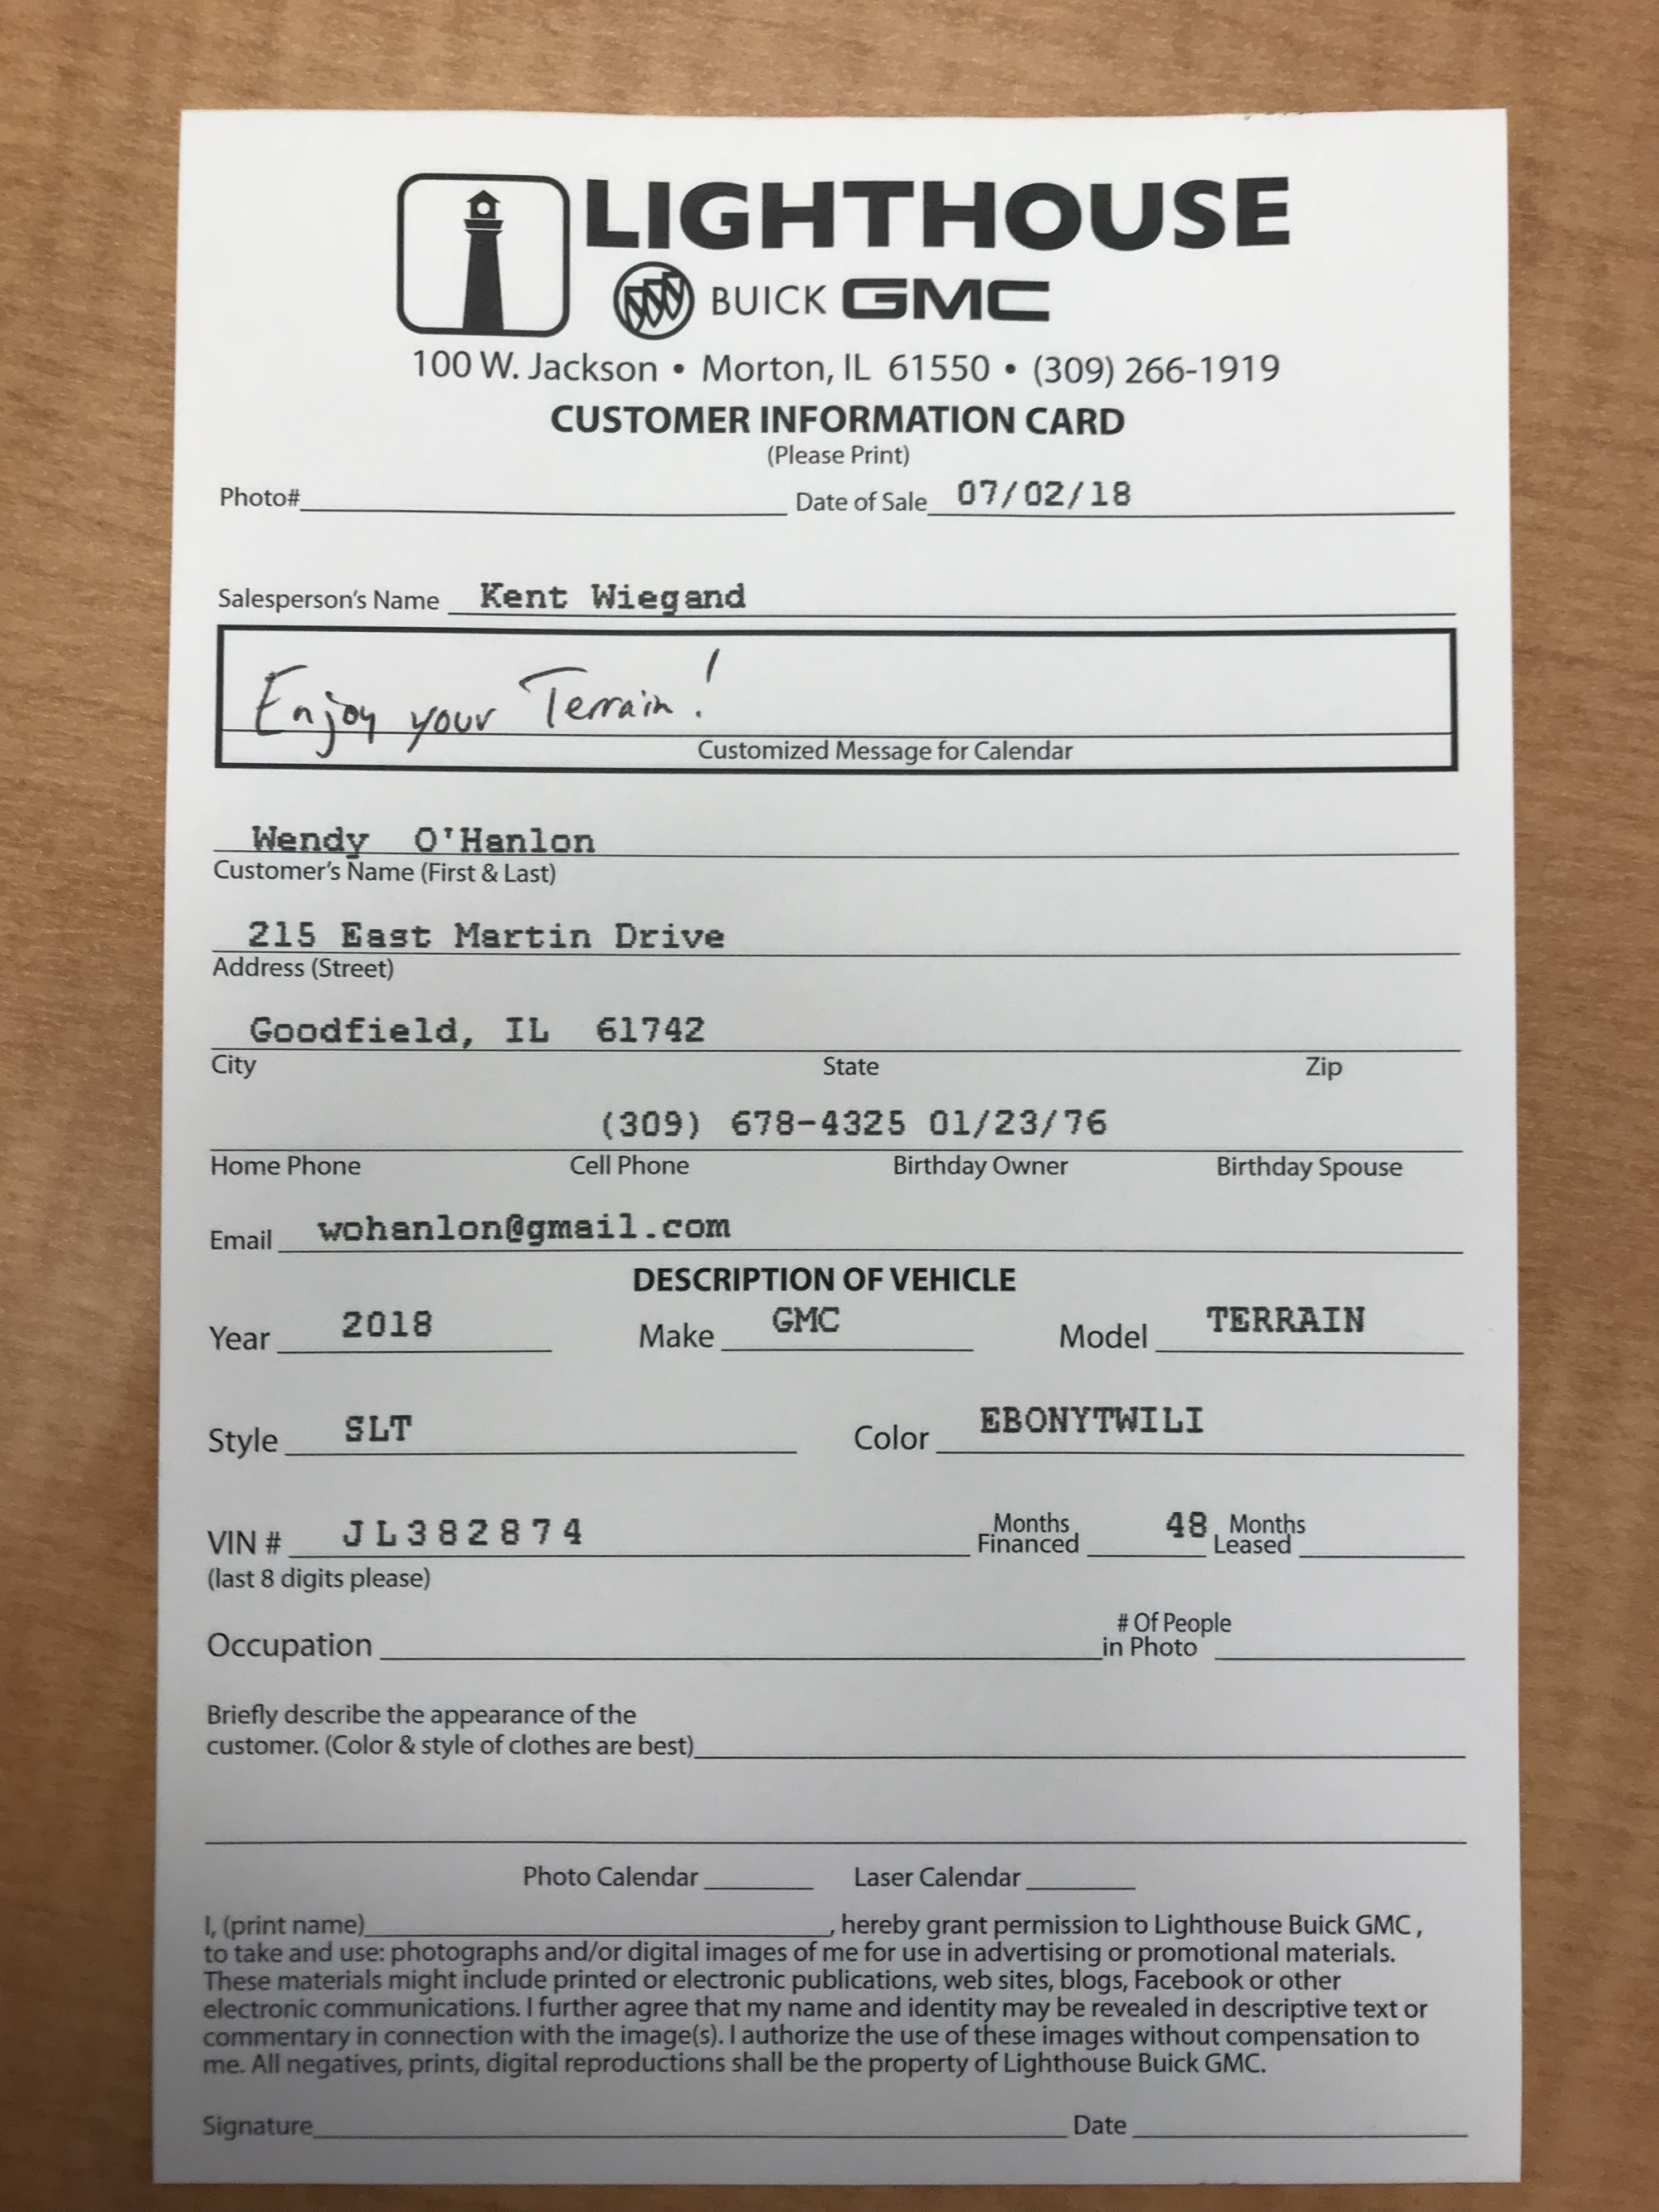 LIGHTHOUSE
BUICK GMC
100 W. Jackson • Morton, IL 61550 • (309) 266-1919
CUSTOMER INFORMATION CARD
(Please Print)
Photo# Date of Sale 07/02/18
Salesperson's Name Kent Wiegand
Enjoy your Terrain!
Customized Message for Calendar
Wendy O'Hanlon
Customer's Name (First & Last)
215 East Martin Drive
Address (Street)
Goodfield, IL 61742
City State Zip
(309) 678-4325 01/23/76
Home Phone Cell Phone Birthday Owner Birthday Spouse
Email wohanlon@gmail.com
DESCRIPTION OF VEHICLE
Year 2018 Make GMC Model TERRAIN
Style SLT Color EBONYTWILI
VIN # JL382874 Months Financed 48 Months Leased
(last 8 digits please)
Occupation # Of People in Photo
Briefly describe the appearance of the
customer. (Color & style of clothes are best)
Photo Calendar Laser Calendar
I, (print name) , hereby grant permission to Lighthouse Buick GMC,
to take and use: photographs and/or digital images of me for use in advertising or promotional materials.
These materials might include printed or electronic publications, web sites, blogs, Facebook or other
electronic communications. I further agree that my name and identity may be revealed in descriptive text or
commentary in connection with the image(s). I authorize the use of these images without compensation to
me. All negatives, prints, digital reproductions shall be the property of Lighthouse Buick GMC.
Signature Date